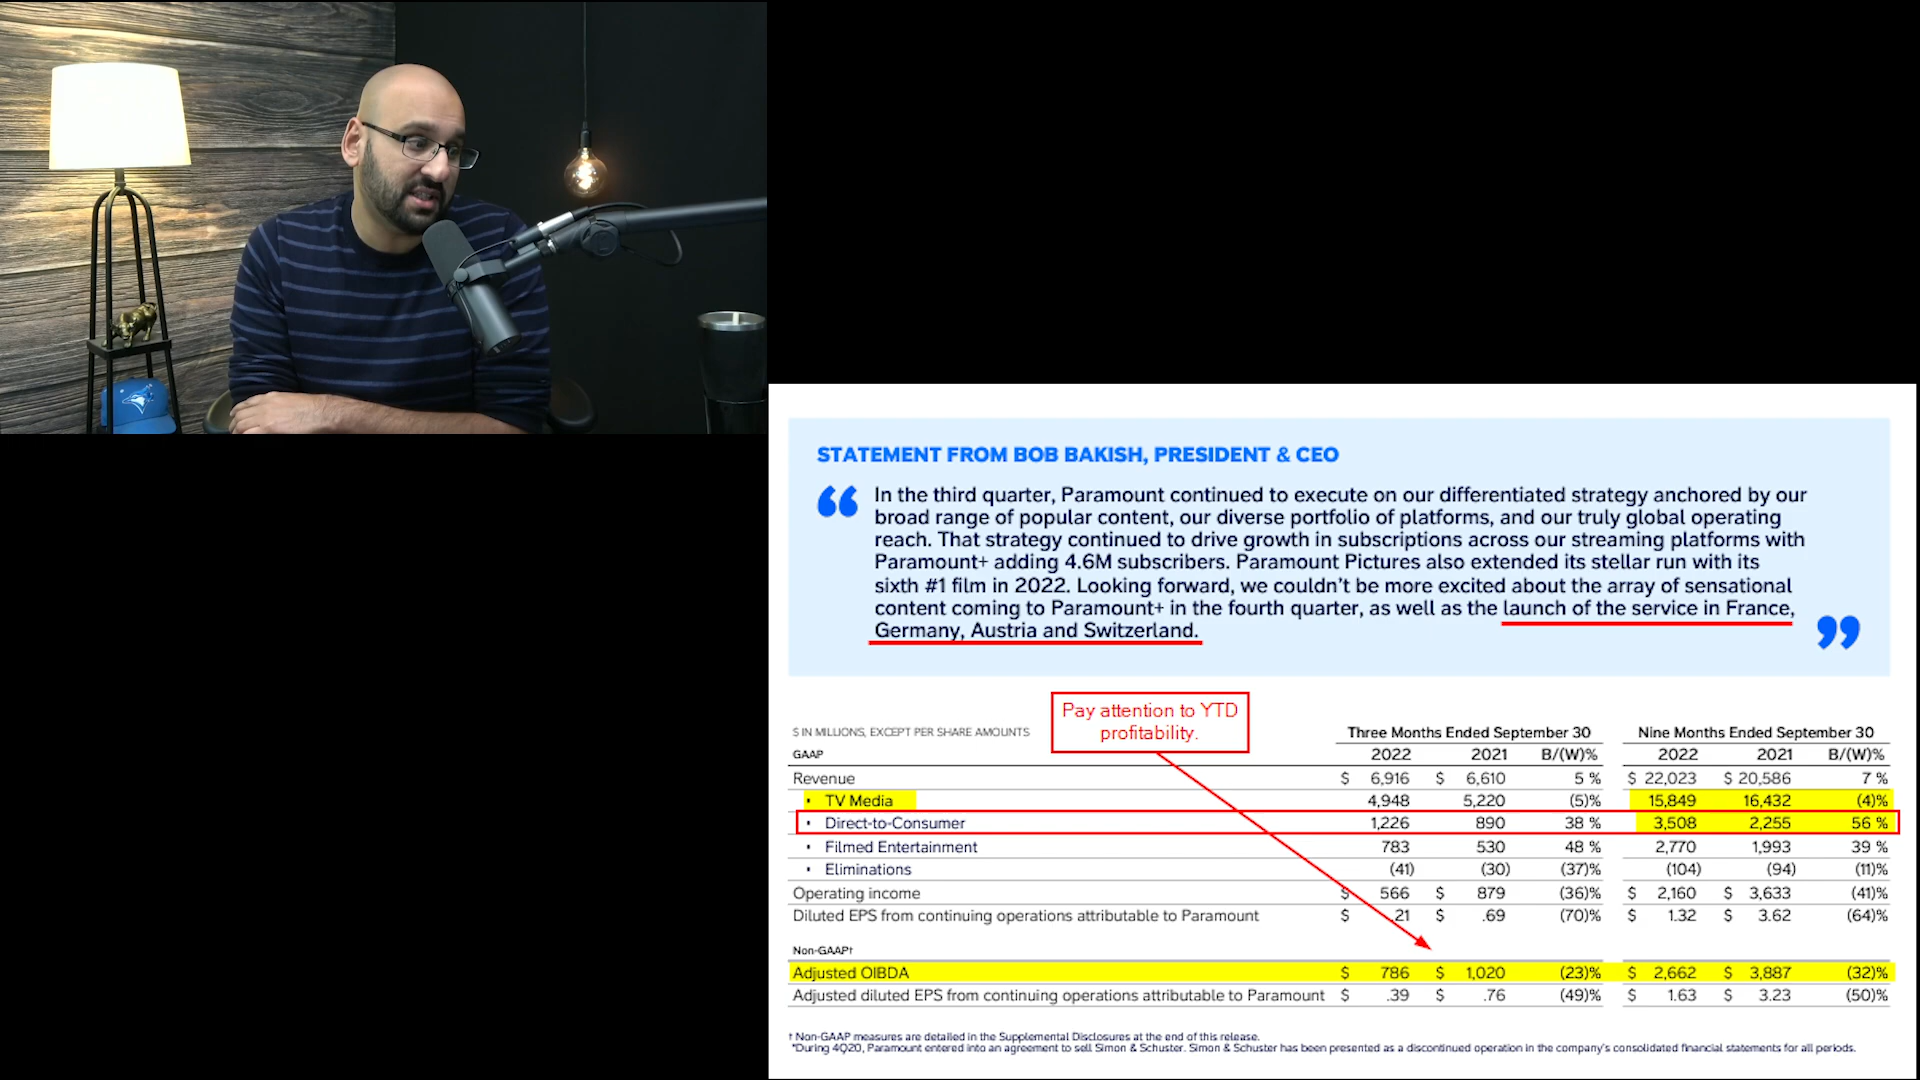 STATEMENT FROM BOB BAKISH, PRESIDENT & CEO
“ In the third quarter, Paramount continued to execute on our differentiated strategy anchored by our
broad range of popular content, our diverse portfolio of platforms, and our truly global operating
reach. That strategy continued to drive growth in subscriptions across our streaming platforms with
Paramount+ adding 4.6M subscribers. Paramount Pictures also extended its stellar run with its
sixth #1 film in 2022. Looking forward, we couldn't be more excited about the array of sensational
content coming to Paramount+ in the fourth quarter, as well as the launch of the service in France,
Germany, Austria and Switzerland. ”
Pay attention to YTD
profitability.
$ IN MILLIONS, EXCEPT PER SHARE AMOUNTS Three Months Ended September 30 Nine Months Ended September 30
GAAP 2022 2021 B/(W)% 2022 2021 B/(W)%
Revenue $ 6,916 $ 6,610 5 % $ 22,023 $ 20,586 7 %
· TV Media 4,948 5,220 (5)% 15,849 16,432 (4)%
· Direct-to-Consumer 1,226 890 38 % 3,508 2,255 56 %
· Filmed Entertainment 783 530 48 % 2,770 1,993 39 %
· Eliminations (41) (30) (37)% (104) (94) (11)%
Operating income $ 566 $ 879 (36)% $ 2,160 $ 3,633 (41)%
Diluted EPS from continuing operations attributable to Paramount $ .21 $ .69 (70)% $ 1.32 $ 3.62 (64)%
Non-GAAP†
Adjusted OIBDA $ 786 $ 1,020 (23)% $ 2,662 $ 3,887 (32)%
Adjusted diluted EPS from continuing operations attributable to Paramount $ .39 $ .76 (49)% $ 1.63 $ 3.23 (50)%
† Non-GAAP measures are detailed in the Supplemental Disclosures at the end of this release.
*During 4Q20, Paramount entered into an agreement to sell Simon & Schuster. Simon & Schuster has been presented as a discontinued operation in the company's consolidated financial statements for all periods.